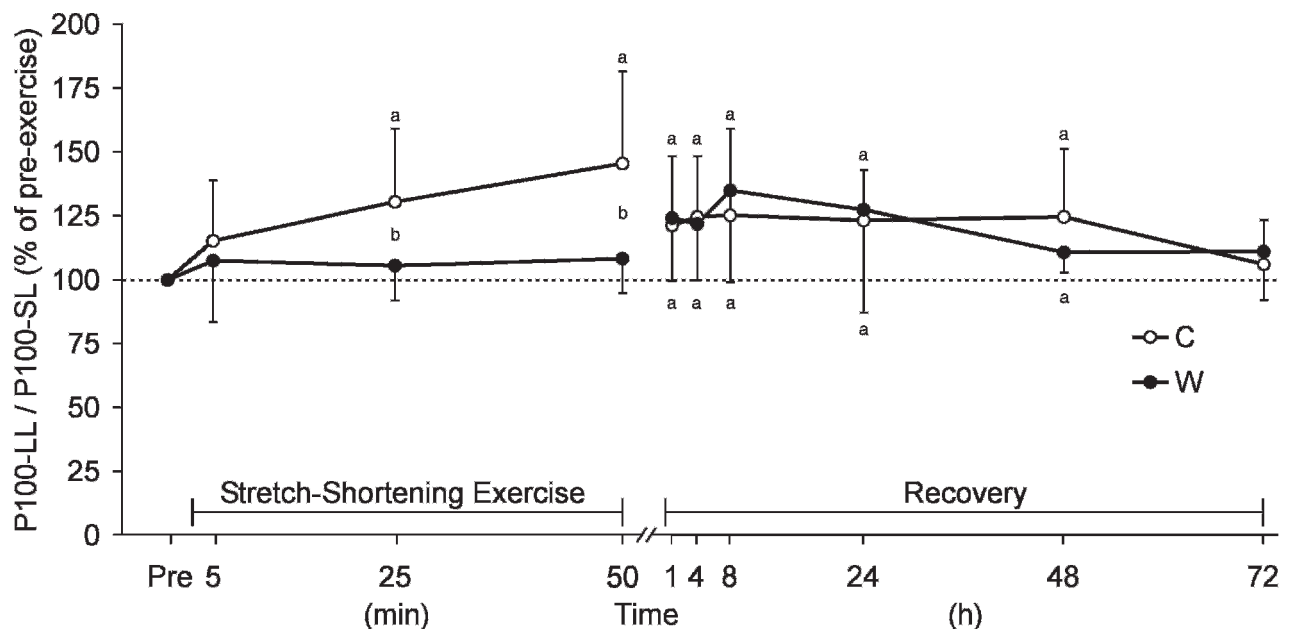 P100-LL / P100-SL (% of pre-exercise)
200
175
150
125
100
75
50
25
0
a
a
b
b
a
a
a
a
a
a
a
a
a
a
C
W
Stretch-Shortening Exercise
Recovery
Pre 5 25 50 1 4 8 24 48 72
(min) Time (h)